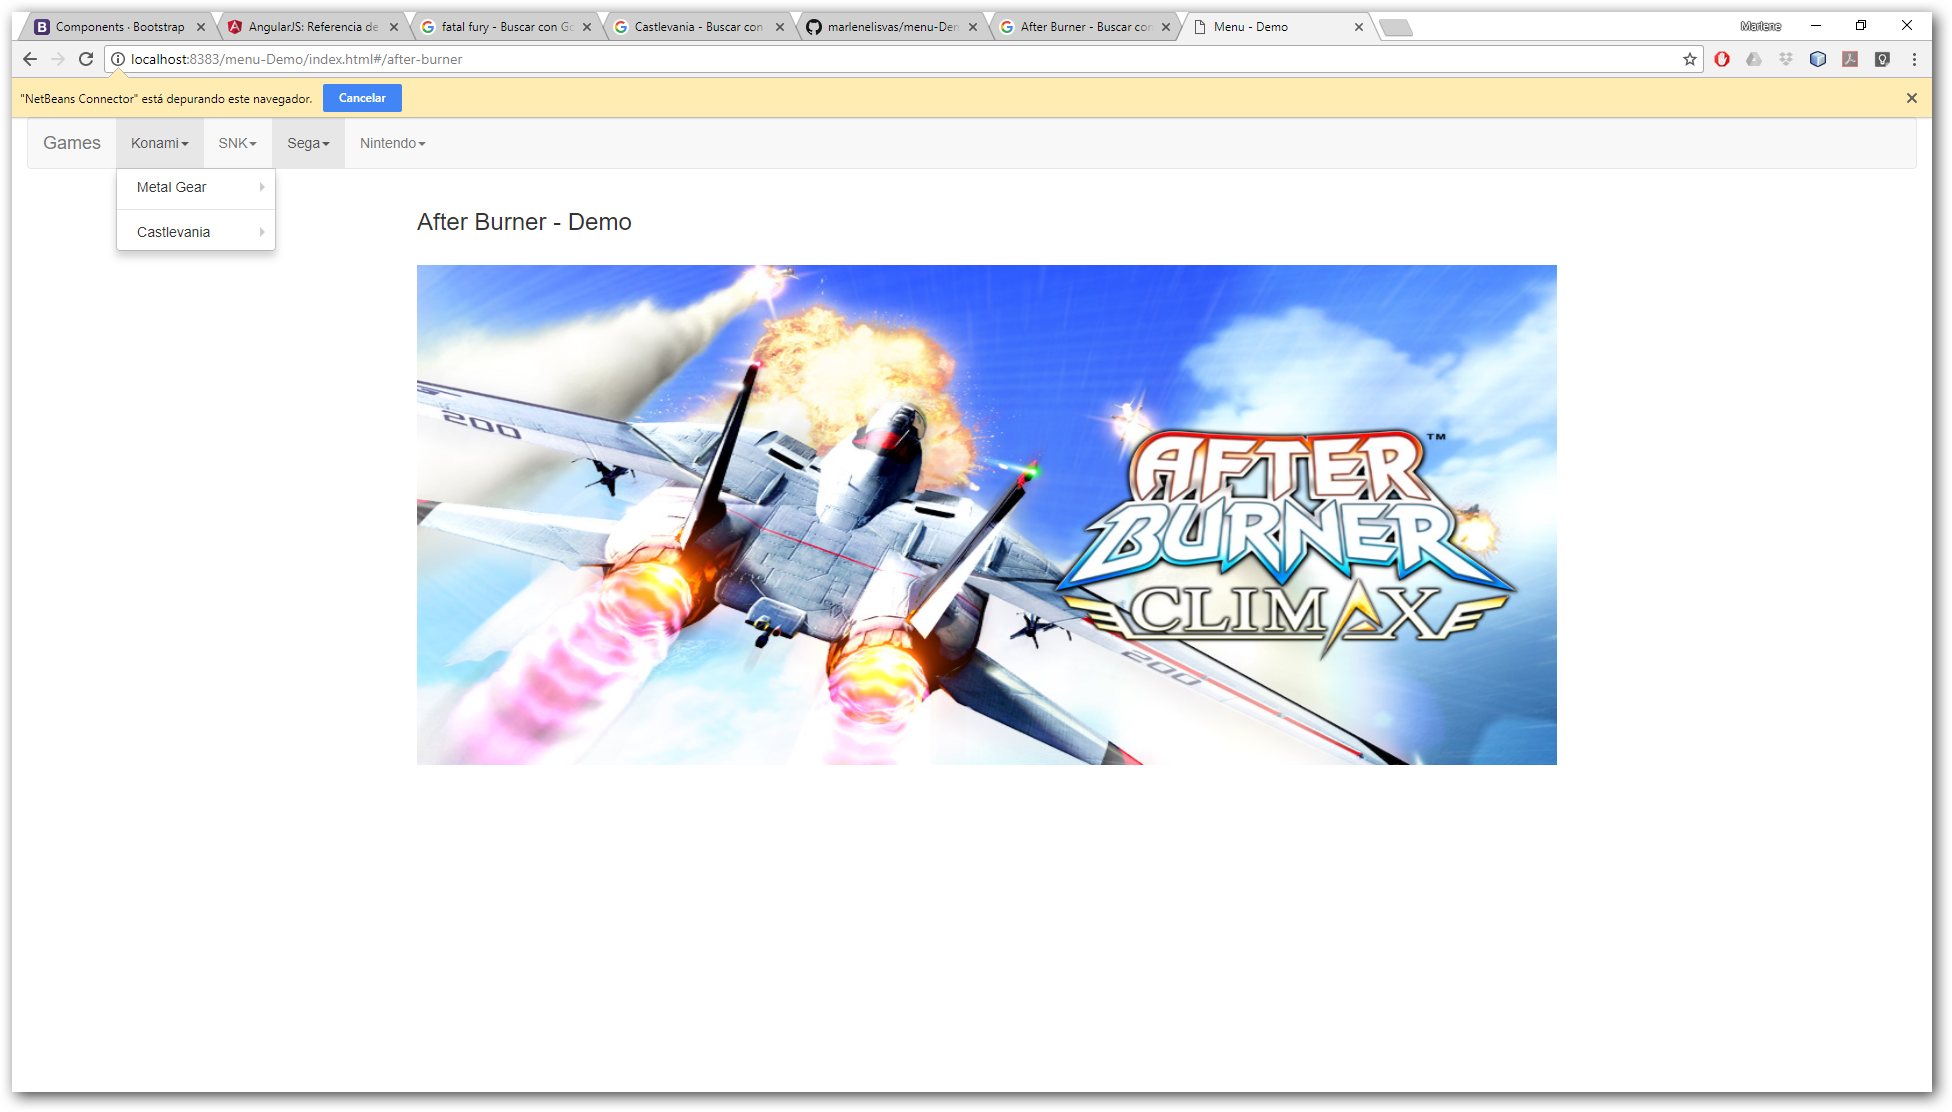 Components · Bootstrap
AngularJS: Referencia de
fatal fury - Buscar con Go
Castlevania - Buscar con
marlenelisvas/menu-Dem
After Burner - Buscar con
Menu - Demo
Marlene
localhost:8383/menu-Demo/index.html#/after-burner
"NetBeans Connector" está depurando este navegador.
Cancelar
Games
Konami
SNK
Sega
Nintendo
Metal Gear
Castlevania
After Burner - Demo
200
AFTER
TM
BURNER
CLIMAX
200